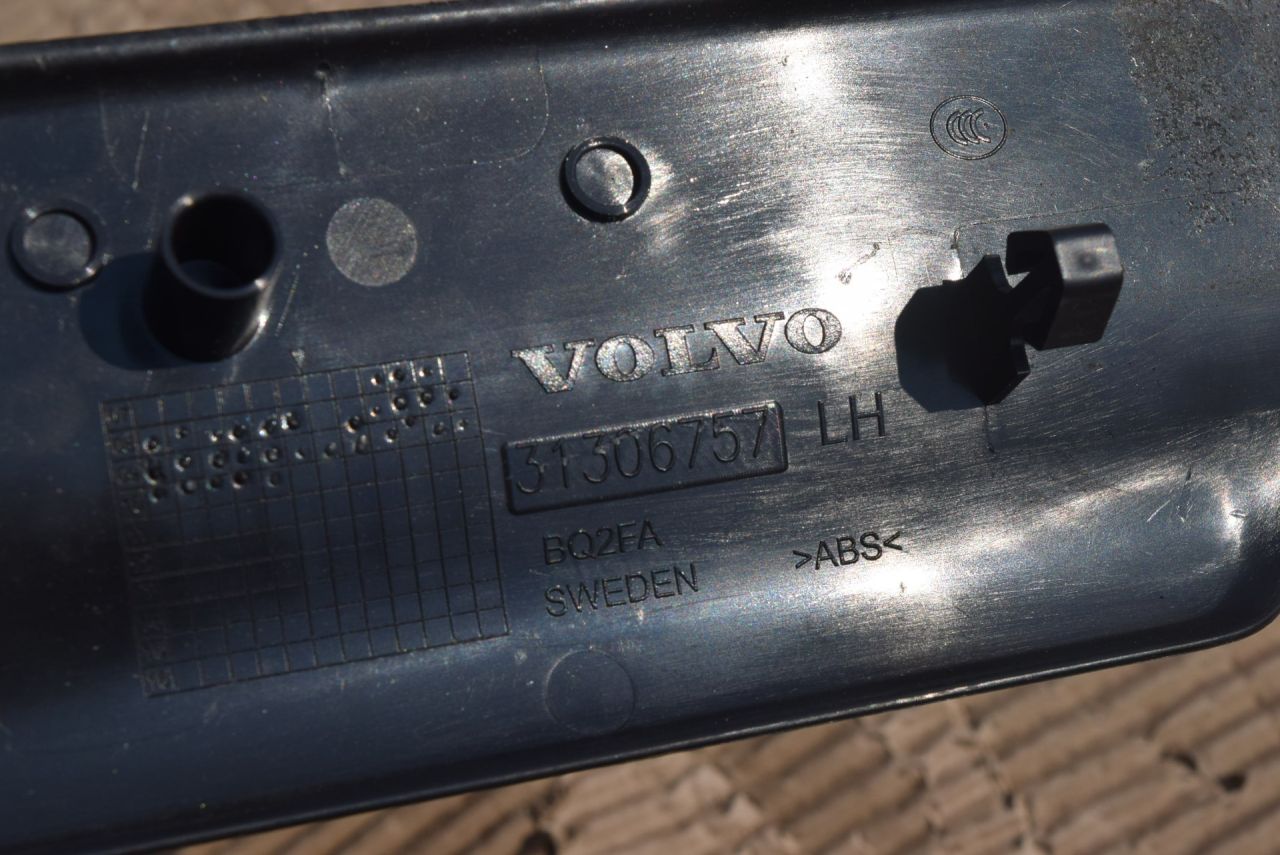 VOLVO
31306757 LH
BQ2FA
>ABS<
SWEDEN